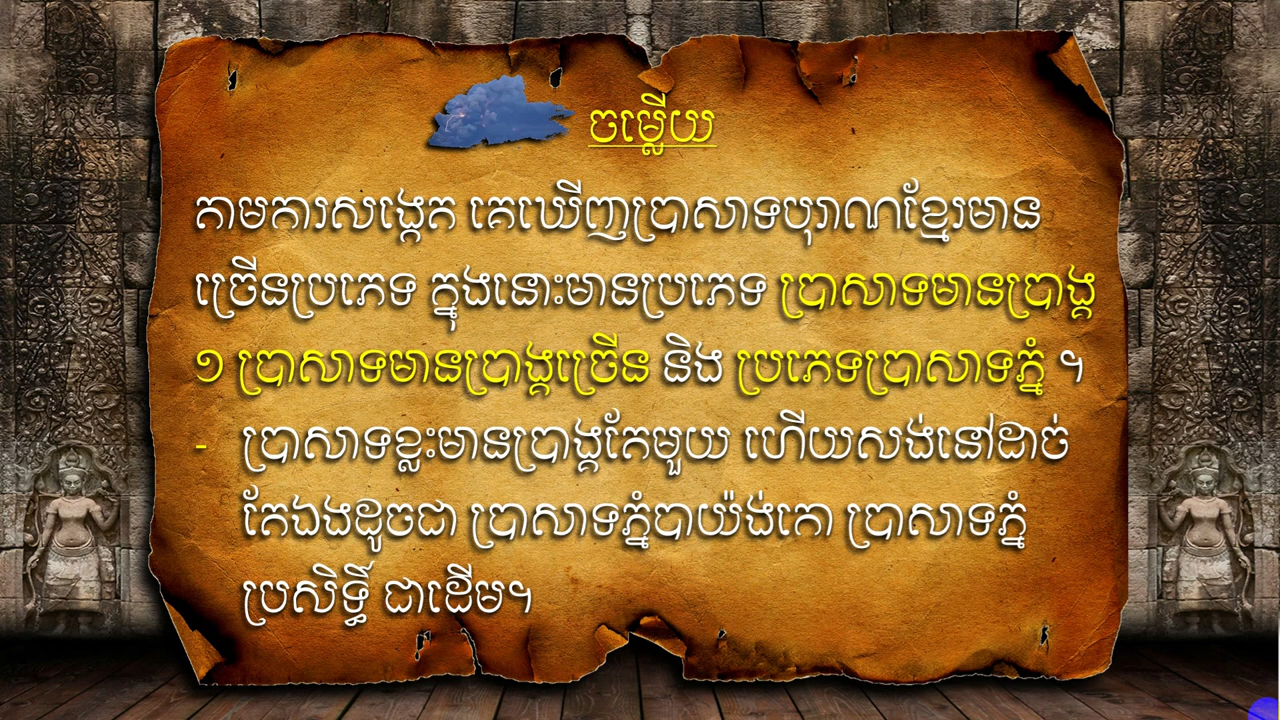 ចម្លើយ
តាមការសង្កេត គេឃើញប្រាសាទបុរាណខ្មែរមាន
ច្រើនប្រភេទ ក្នុងនោះមានប្រភេទ ប្រាសាទមានប្រាង្គ
១ ប្រាសាទមានប្រាង្គច្រើន និង ប្រភេទប្រាសាទភ្នំ ។
- ប្រាសាទខ្លះមានប្រាង្គតែមួយ ហើយសង់នៅដាច់
តែឯងដូចជា ប្រាសាទភ្នំបាយ៉ង់កោ ប្រាសាទភ្នំ
ប្រសិទ្ធិ៍ ជាដើម។